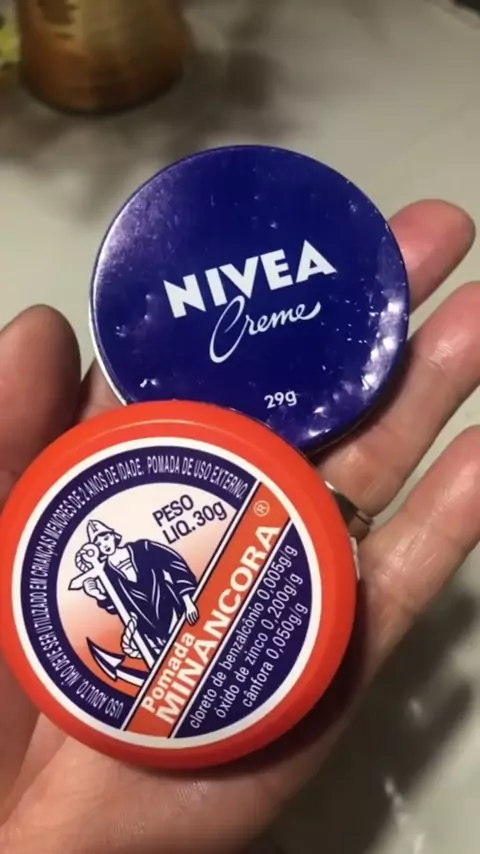 NIVEA
Creme
29g
USO ADULTO. NÃO DEVE SER UTILIZADO EM CRIANÇAS MENORES DE 2 ANOS DE IDADE. POMADA DE USO EXTERNO.
PESO
LIQ. 30g
Pomada
MINANCORA®
cloreto de benzalcônio 0,005g/g
óxido de zinco 0,200g/g
cânfora 0,050g/g